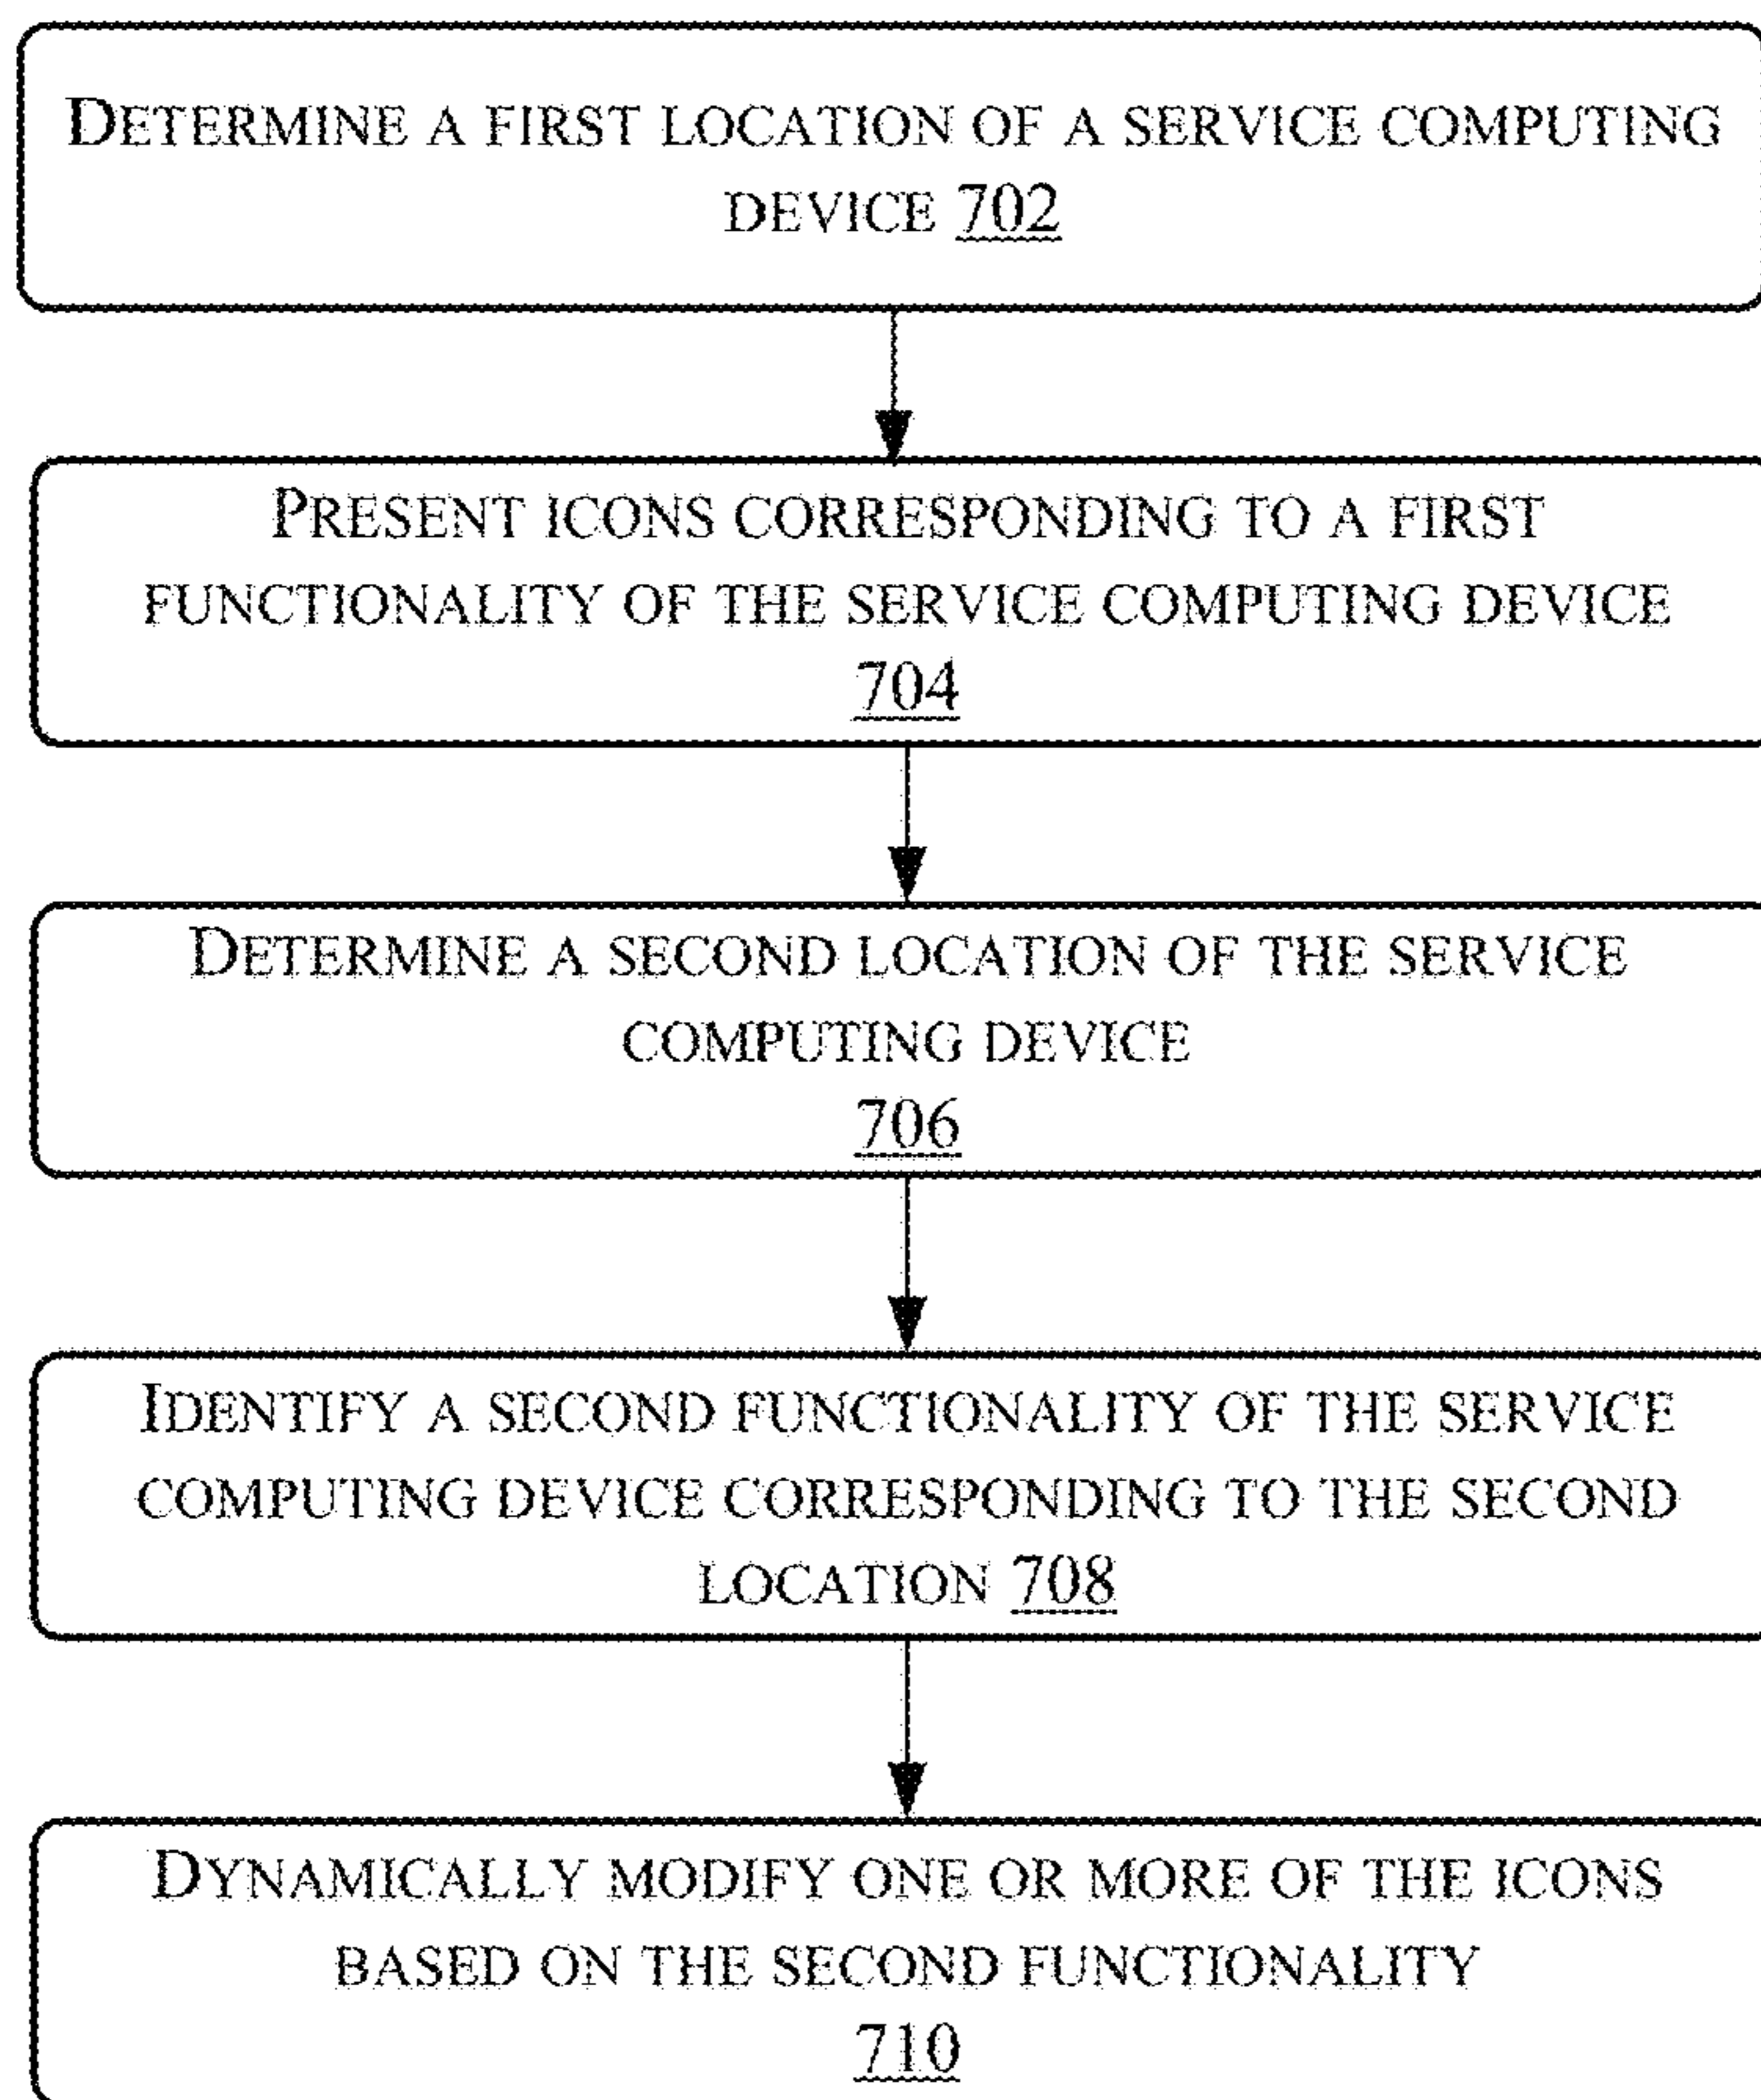 DETERMINE A FIRST LOCATION OF A SERVICE COMPUTING
DEVICE 702
PRESENT ICONS CORRESPONDING TO A FIRST
FUNCTIONALITY OF THE SERVICE COMPUTING DEVICE
704
DETERMINE A SECOND LOCATION OF THE SERVICE
COMPUTING DEVICE
706
IDENTIFY A SECOND FUNCTIONALITY OF THE SERVICE
COMPUTING DEVICE CORRESPONDING TO THE SECOND
LOCATION 708
DYNAMICALLY MODIFY ONE OR MORE OF THE ICONS
BASED ON THE SECOND FUNCTIONALITY
710